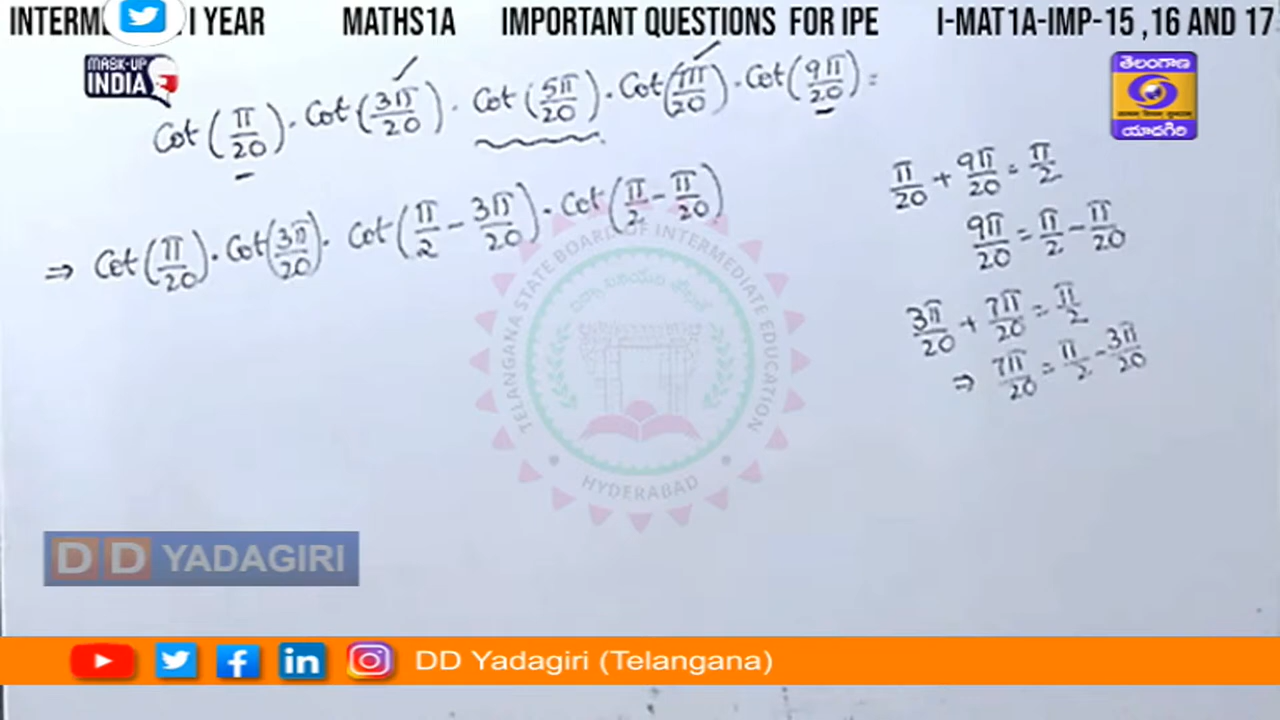 INTERM I YEAR MATHS1A IMPORTANT QUESTIONS FOR IPE I-MAT1A-IMP-15 ,16 AND 17
MASK-UP
INDIA
తెలంగాణ
యాదగిరి
Cot(π/20) · Cot(3π/20) · Cot(5π/20) · Cot(7π/20) · Cot(9π/20) =
⇒ Cot(π/20) · Cot(3π/20) · Cot(π/2 − 3π/20) · Cot(π/2 − π/20)
π/20 + 9π/20 = π/2
9π/20 = π/2 − π/20
3π/20 + 7π/20 = π/2
⇒ 7π/20 = π/2 − 3π/20
TELANGANA STATE BOARD OF INTERMEDIATE EDUCATION
HYDERABAD
DD YADAGIRI
DD Yadagiri (Telangana)